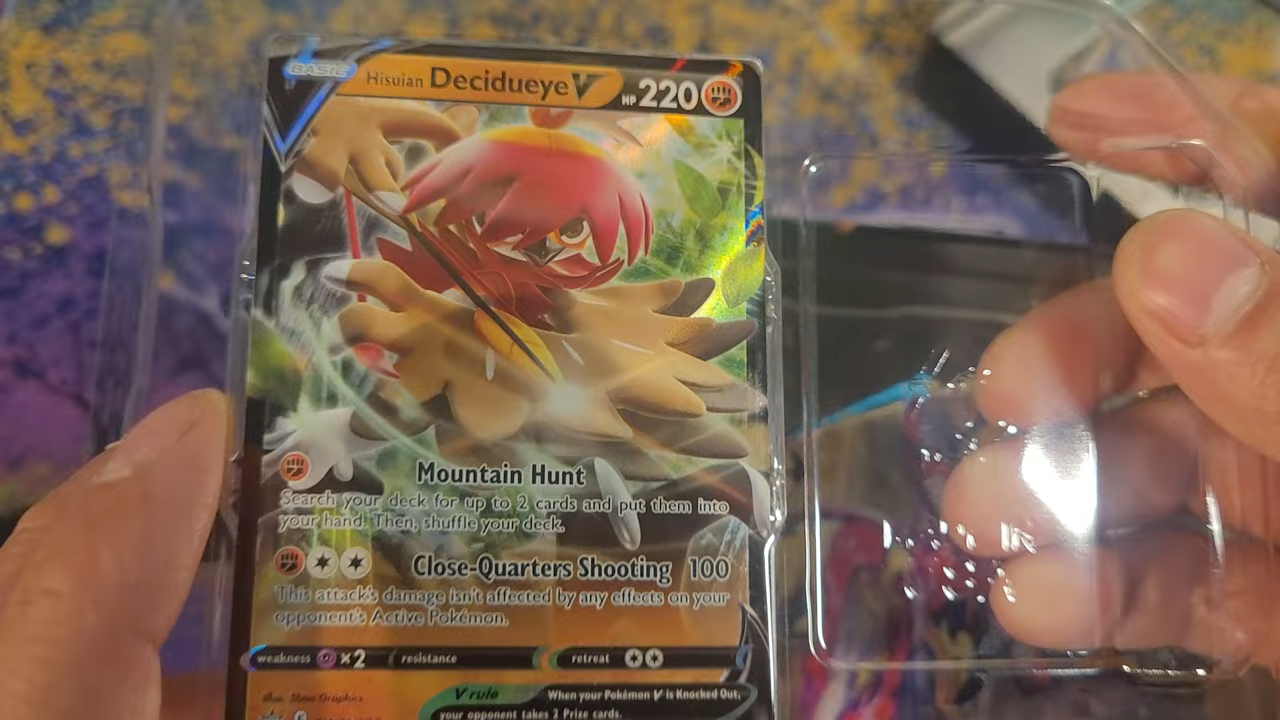 BASIC
Hisuian Decidueye V HP 220
Mountain Hunt
Search your deck for up to 2 cards and put them into
your hand. Then, shuffle your deck.
Close-Quarters Shooting 100
This attack's damage isn't affected by any effects on your
opponent's Active Pokémon.
weakness ×2 resistance retreat
Illus. 5ban Graphics
V rule When your Pokémon V is Knocked Out,
your opponent takes 2 Prize cards.